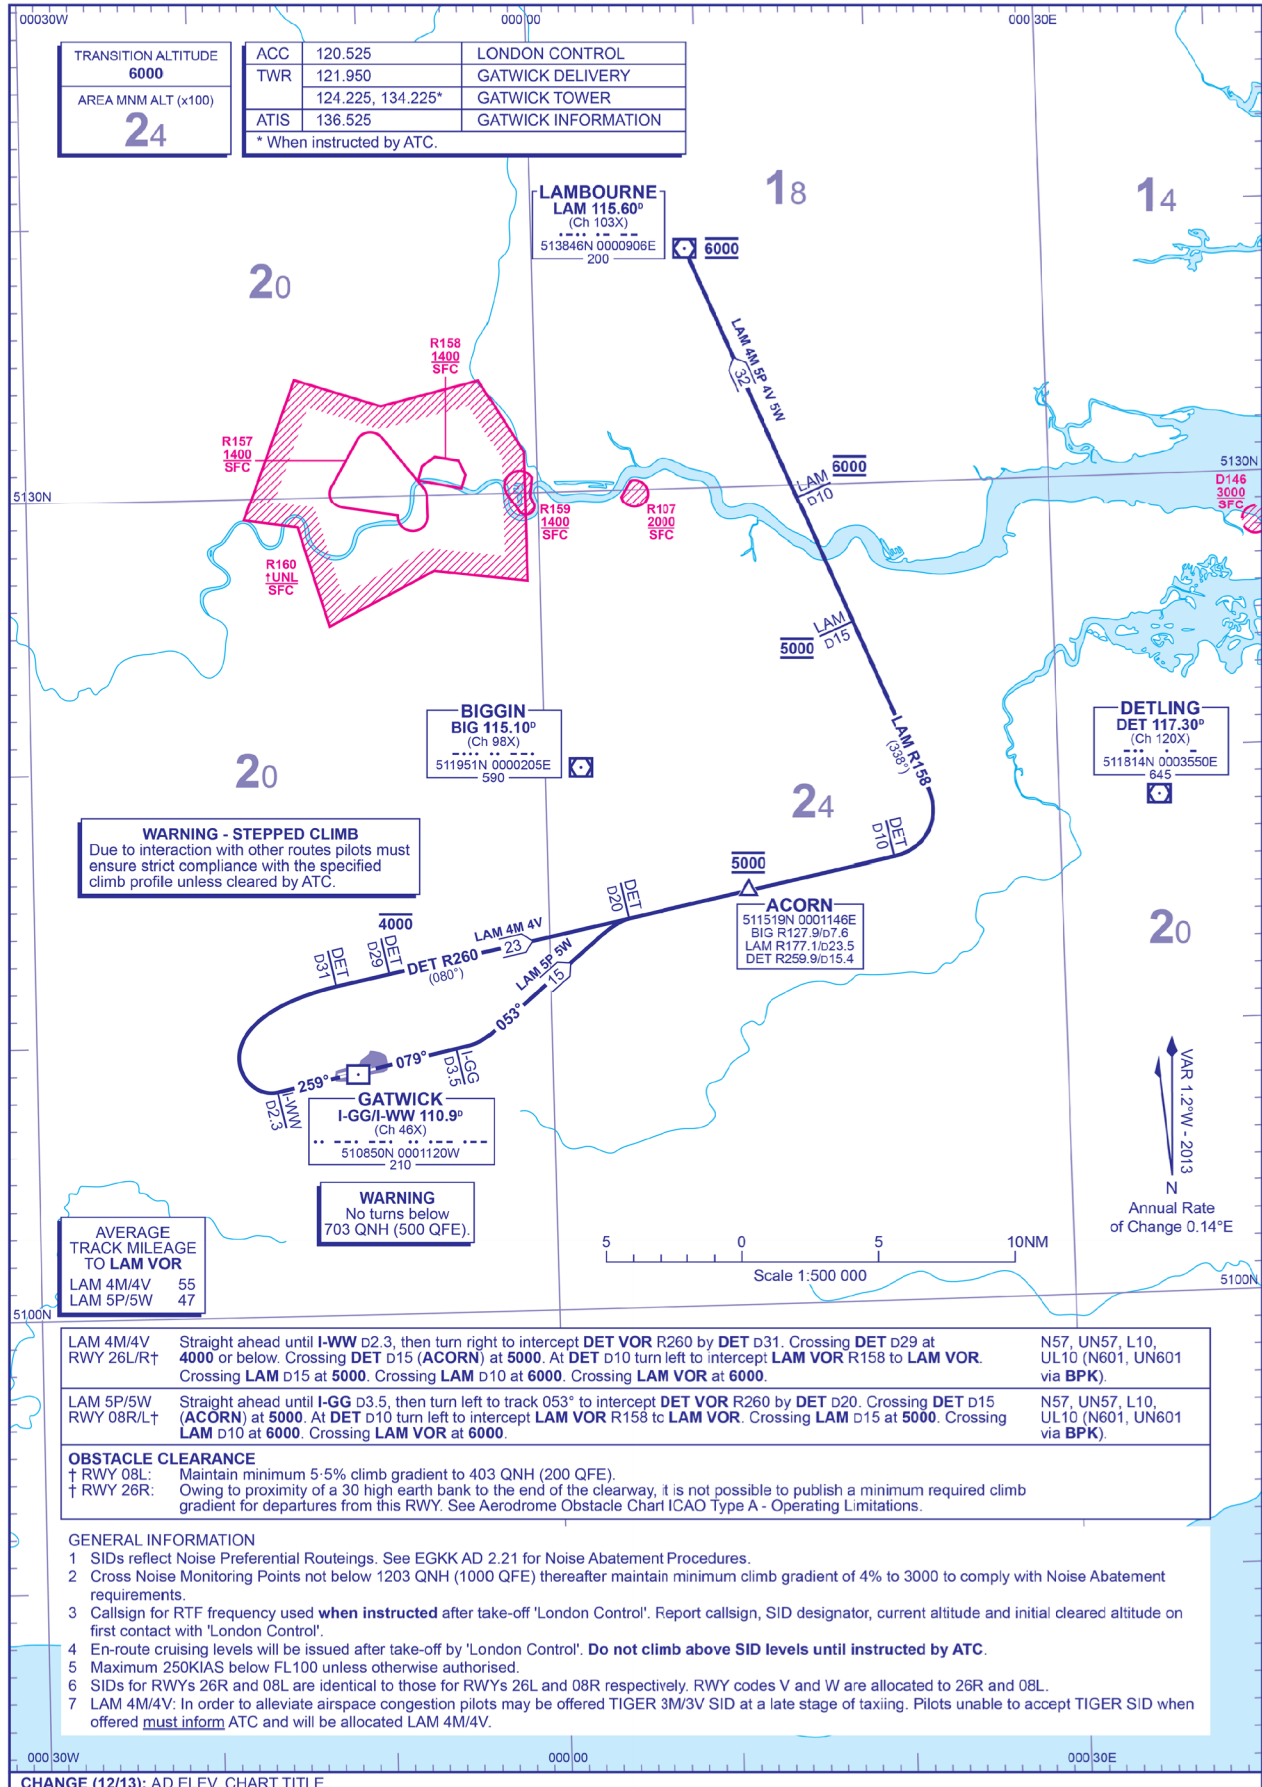 000 30W
000 00
000 30E
TRANSITION ALTITUDE
6000
AREA MNM ALT (x100)
24
ACC 120.525 LONDON CONTROL
TWR 121.950 GATWICK DELIVERY
124.225, 134.225* GATWICK TOWER
ATIS 136.525 GATWICK INFORMATION
* When instructed by ATC.
LAMBOURNE
LAM 115.60ᴰ
(Ch 103X)
513846N 0000906E
200
6000
18
14
20
LAM 4M 5P 4V 5W
32
R158
1400
SFC
R157
1400
SFC
R159
1400
SFC
R107
2000
SFC
R160
↑UNL
SFC
6000
LAM
D10
5130N
5130N
D146
3000
SFC
LAM
D15
5000
BIGGIN
BIG 115.10ᴰ
(Ch 98X)
511951N 0000205E
590
DETLING
DET 117.30ᴰ
(Ch 120X)
511814N 0003550E
645
LAM R158
(338°)
20
24
20
WARNING - STEPPED CLIMB
Due to interaction with other routes pilots must
ensure strict compliance with the specified
climb profile unless cleared by ATC.
DET
D10
5000
ACORN
511519N 0001146E
BIG R127.9/D7.6
LAM R177.1/D23.5
DET R259.9/D15.4
DET
D20
4000
DET
D29
DET
D31
LAM 4M 4V
23
DET R260
(080°)
LAM 5P 5W
15
053°
079°
259°
I-GG
D3.5
I-WW
D2.3
GATWICK
I-GG/I-WW 110.9ᴰ
(Ch 46X)
510850N 0001120W
210
WARNING
No turns below
703 QNH (500 QFE).
VAR 1.2°W - 2013
N
Annual Rate
of Change 0.14°E
5 0 5 10NM
Scale 1:500 000
AVERAGE
TRACK MILEAGE
TO LAM VOR
LAM 4M/4V 55
LAM 5P/5W 47
5100N
5100N
LAM 4M/4V Straight ahead until I-WW D2.3, then turn right to intercept DET VOR R260 by DET D31. Crossing DET D29 at N57, UN57, L10,
RWY 26L/R† 4000 or below. Crossing DET D15 (ACORN) at 5000. At DET D10 turn left to intercept LAM VOR R158 to LAM VOR. UL10 (N601, UN601
Crossing LAM D15 at 5000. Crossing LAM D10 at 6000. Crossing LAM VOR at 6000. via BPK).
LAM 5P/5W Straight ahead until I-GG D3.5, then turn left to track 053° to intercept DET VOR R260 by DET D20. Crossing DET D15 N57, UN57, L10,
RWY 08R/L† (ACORN) at 5000. At DET D10 turn left to intercept LAM VOR R158 to LAM VOR. Crossing LAM D15 at 5000. Crossing UL10 (N601, UN601
LAM D10 at 6000. Crossing LAM VOR at 6000. via BPK).
OBSTACLE CLEARANCE
† RWY 08L: Maintain minimum 5·5% climb gradient to 403 QNH (200 QFE).
† RWY 26R: Owing to proximity of a 30 high earth bank to the end of the clearway, it is not possible to publish a minimum required climb
gradient for departures from this RWY. See Aerodrome Obstacle Chart ICAO Type A - Operating Limitations.
GENERAL INFORMATION
1 SIDs reflect Noise Preferential Routeings. See EGKK AD 2.21 for Noise Abatement Procedures.
2 Cross Noise Monitoring Points not below 1203 QNH (1000 QFE) thereafter maintain minimum climb gradient of 4% to 3000 to comply with Noise Abatement
requirements.
3 Callsign for RTF frequency used when instructed after take-off 'London Control'. Report callsign, SID designator, current altitude and initial cleared altitude on
first contact with 'London Control'.
4 En-route cruising levels will be issued after take-off by 'London Control'. Do not climb above SID levels until instructed by ATC.
5 Maximum 250KIAS below FL100 unless otherwise authorised.
6 SIDs for RWYs 26R and 08L are identical to those for RWYs 26L and 08R respectively. RWY codes V and W are allocated to 26R and 08L.
7 LAM 4M/4V: In order to alleviate airspace congestion pilots may be offered TIGER 3M/3V SID at a late stage of taxiing. Pilots unable to accept TIGER SID when
offered must inform ATC and will be allocated LAM 4M/4V.
000 30W
000 00
000 30E
CHANGE (12/13): AD ELEV. CHART TITLE